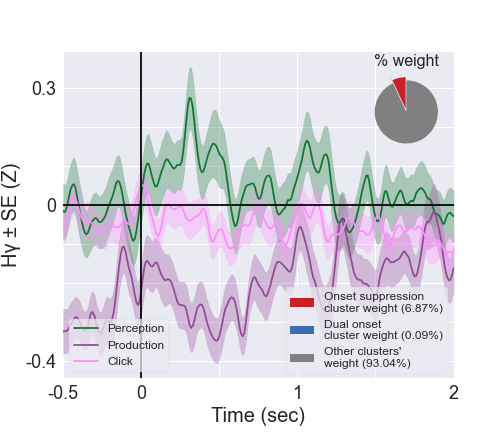 % weight
Hγ ± SE (Z)
0.3
0
-0.4
Onset suppression
cluster weight (6.87%)
Dual onset
cluster weight (0.09%)
Other clusters'
weight (93.04%)
Perception
Production
Click
-0.5
0
1
2
Time (sec)